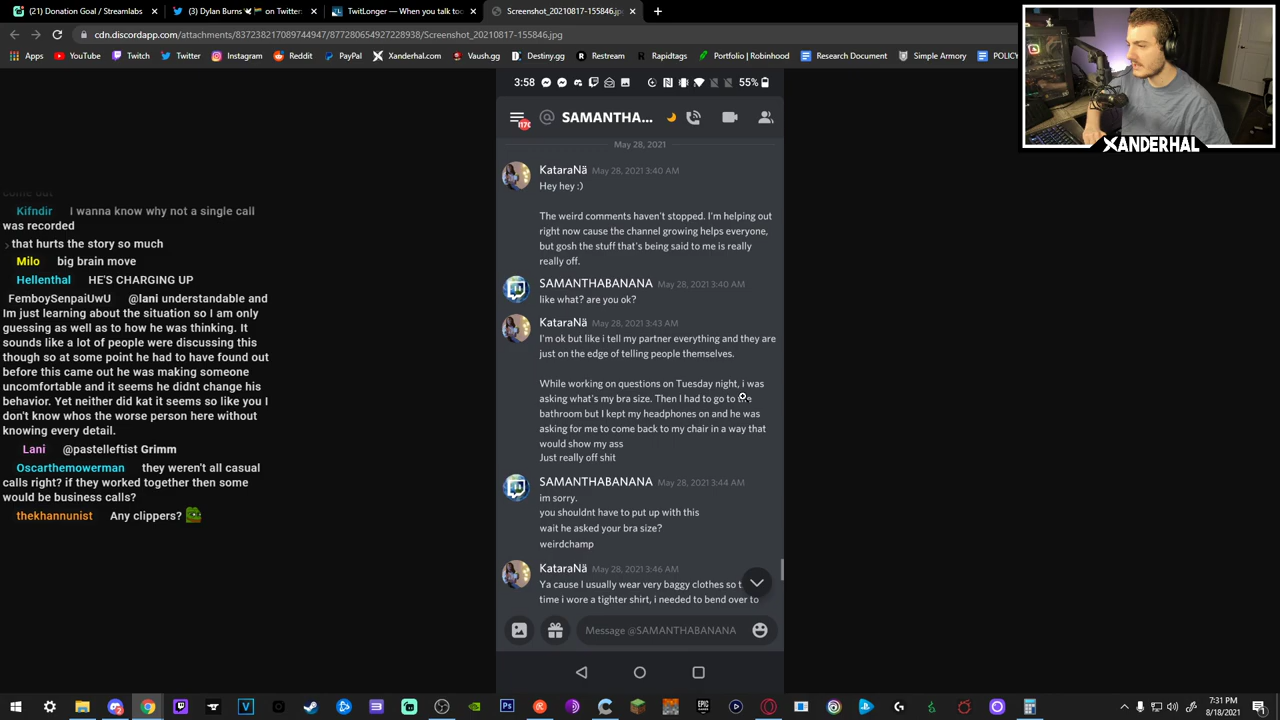 (21) Donation Goal / Streamlabs
(3) Dylan Burns on Twitter:
TwitLonger — When you talk too
Screenshot_20210817-155846.jpg
cdn.discordapp.com/attachments/837238217089744947/877280654927228938/Screenshot_20210817-155846.jpg
Apps YouTube Twitch Twitter Instagram Reddit PayPal Xanderhal.com Vaush.gg Destiny.gg Restream Rapidtags Portfolio | Robinhood Research Document Opinion Document POLIC
XANDERHAL
come out
Kifndir i wanna know why not a single call
was recorded
that hurts the story so much
Milo big brain move
Hellenthal HE'S CHARGING UP
FemboySenpaiUwU @lani understandable and
Im just learning about the situation so I am only
guessing as well as to how he was thinking. It
sounds like a lot of people were discussing this
though so at some point he had to have found out
before this came out he was making someone
uncomfortable and it seems he didnt change his
behavior. Yet neither did kat it seems so like you I
don't know whos the worse person here without
knowing every detail.
Lani @pastelleftist Grimm
Oscarthemowerman they weren't all casual
calls right? if they worked together then some
would be business calls?
thekhannunist Any clippers?
3:58 55%
@ SAMANTHA...
May 28, 2021
KataraNä May 28, 2021 3:40 AM
Hey hey :)
The weird comments haven't stopped. I'm helping out
right now cause the channel growing helps everyone,
but gosh the stuff that's being said to me is really
really off.
SAMANTHABANANA May 28, 2021 3:40 AM
like what? are you ok?
KataraNä May 28, 2021 3:43 AM
I'm ok but like i tell my partner everything and they are
just on the edge of telling people themselves.
While working on questions on Tuesday night, i was
asking what's my bra size. Then I had to go to the
bathroom but I kept my headphones on and he was
asking for me to come back to my chair in a way that
would show my ass
Just really off shit
SAMANTHABANANA May 28, 2021 3:44 AM
im sorry.
you shouldnt have to put up with this
wait he asked your bra size?
weirdchamp
KataraNä May 28, 2021 3:46 AM
Ya cause I usually wear very baggy clothes so
time i wore a tighter shirt, i needed to bend over to
Message @SAMANTHABANANA
7:31 PM
8/18/2021